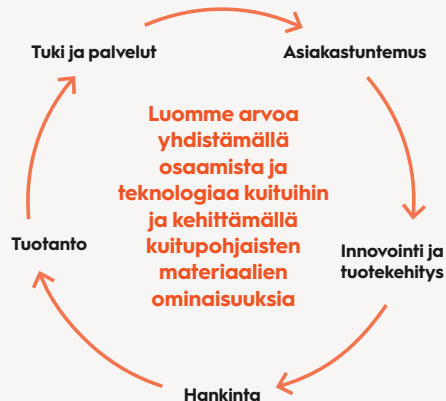 Tuki ja palvelut
Asiakastuntemus
Luomme arvoa
yhdistämällä
osaamista ja
teknologiaa kuituihin
ja kehittämällä
kuitupohjaisten
materiaalien
ominaisuuksia
Tuotanto
Innovointi ja
tuotekehitys
Hankinta